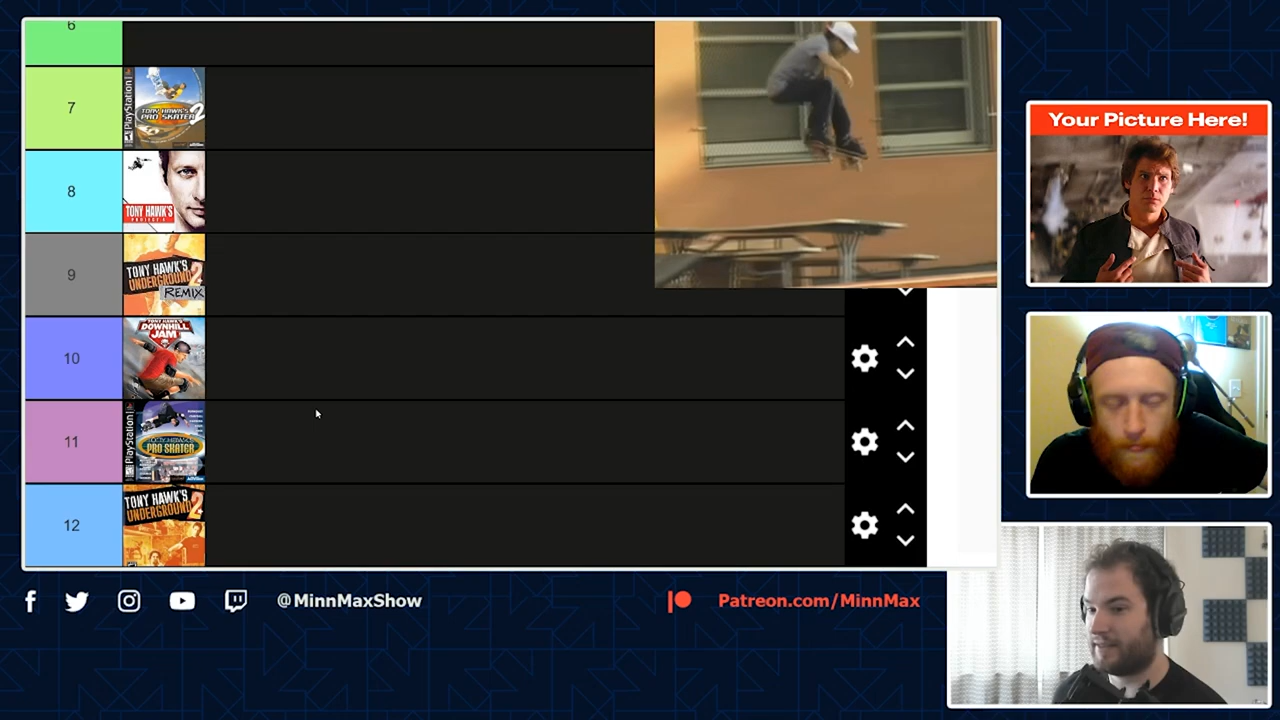 6
7
PlayStation
TONY HAWK'S
PRO SKATER 2
8
TONY HAWK'S
PROJECT 8
9
TONY HAWK'S
UNDERGROUND 2
REMIX
10
TONY HAWK'S
DOWNHILL
JAM
11
PlayStation
PRO SKATER
12
TONY HAWK'S
UNDERGROUND 2
Your Picture Here!
@MinnMaxShow
Patreon.com/MinnMax